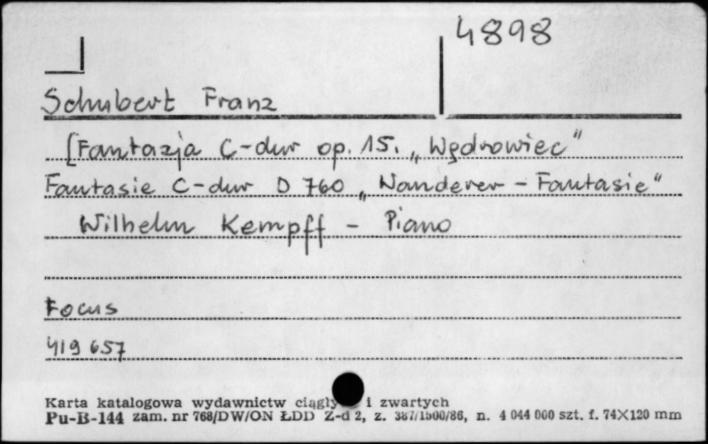 4898
Schubert Franz
[Fantazja C-dur op. 15. „Wędrowiec"
Fantasie C-dur D 760 „Wanderer - Fantasie"
Wilhelm Kempff - Piano
Focus
419 657
Karta katalogowa wydawnictw i zwartych
Pu-B-144 zam. nr 768/DW/ON ŁDD Z-d 2, z. 387/1500/86, n. 4 044 000 szt. f. 74×120 mm